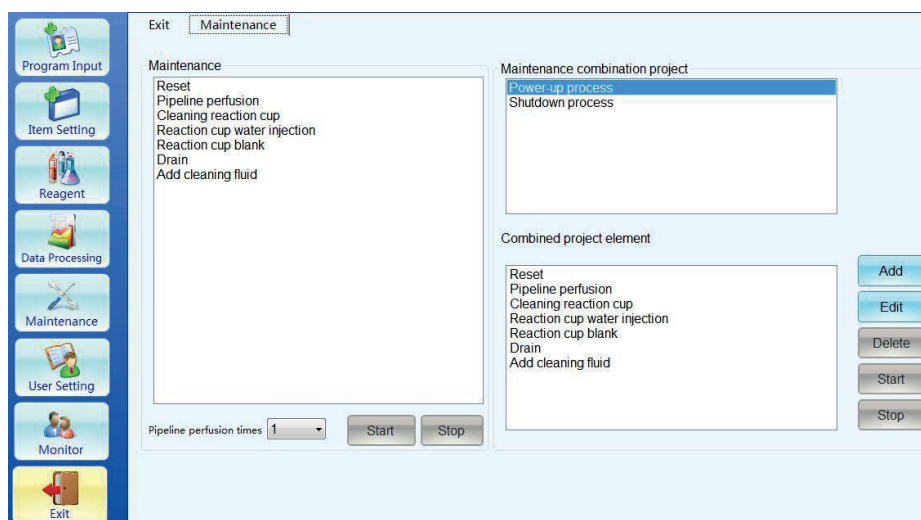 Program Input
Item Setting
Reagent
Data Processing
Maintenance
User Setting
Monitor
Exit
Exit Maintenance
Maintenance
Reset
Pipeline perfusion
Cleaning reaction cup
Reaction cup water injection
Reaction cup blank
Drain
Add cleaning fluid
Pipeline perfusion times 1 Start Stop
Maintenance combination project
Power-up process
Shutdown process
Combined project element
Reset
Pipeline perfusion
Cleaning reaction cup
Reaction cup water injection
Reaction cup blank
Drain
Add cleaning fluid
Add
Edit
Delete
Start
Stop